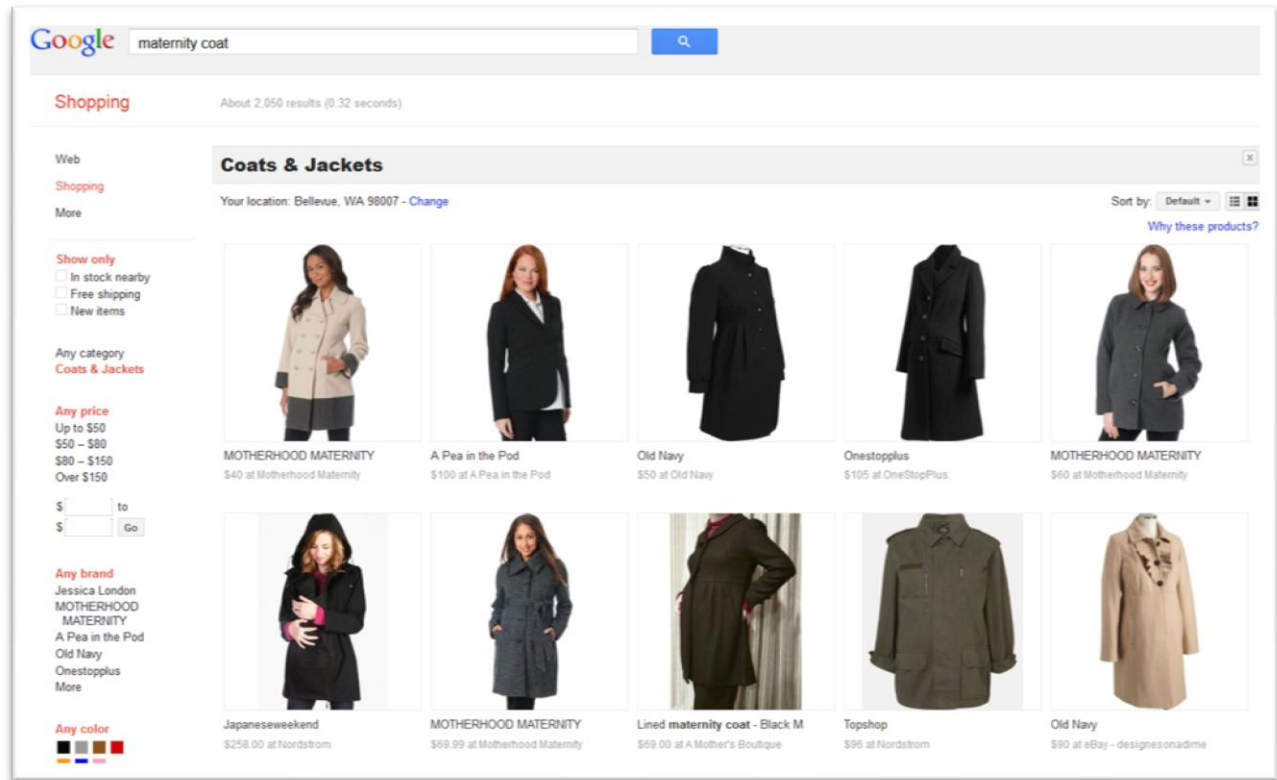 Google
maternity coat
Shopping
About 2,050 results (0.32 seconds)
Web
Shopping
More
Show only
In stock nearby
Free shipping
New items
Any category
Coats & Jackets
Any price
Up to $50
$50 – $80
$80 – $150
Over $150
$ to
$ Go
Any brand
Jessica London
MOTHERHOOD
MATERNITY
A Pea in the Pod
Old Navy
Onestopplus
More
Any color
Coats & Jackets
x
Your location: Bellevue, WA 98007 - Change
Sort by: Default
Why these products?
MOTHERHOOD MATERNITY
$40 at Motherhood Maternity
A Pea in the Pod
$100 at A Pea in the Pod
Old Navy
$50 at Old Navy
Onestopplus
$105 at OneStopPlus
MOTHERHOOD MATERNITY
$60 at Motherhood Maternity
Japaneseweekend
$258.00 at Nordstrom
MOTHERHOOD MATERNITY
$69.99 at Motherhood Maternity
Lined maternity coat - Black M
$69.00 at A Mother's Boutique
Topshop
$96 at Nordstrom
Old Navy
$90 at eBay - designesonadime